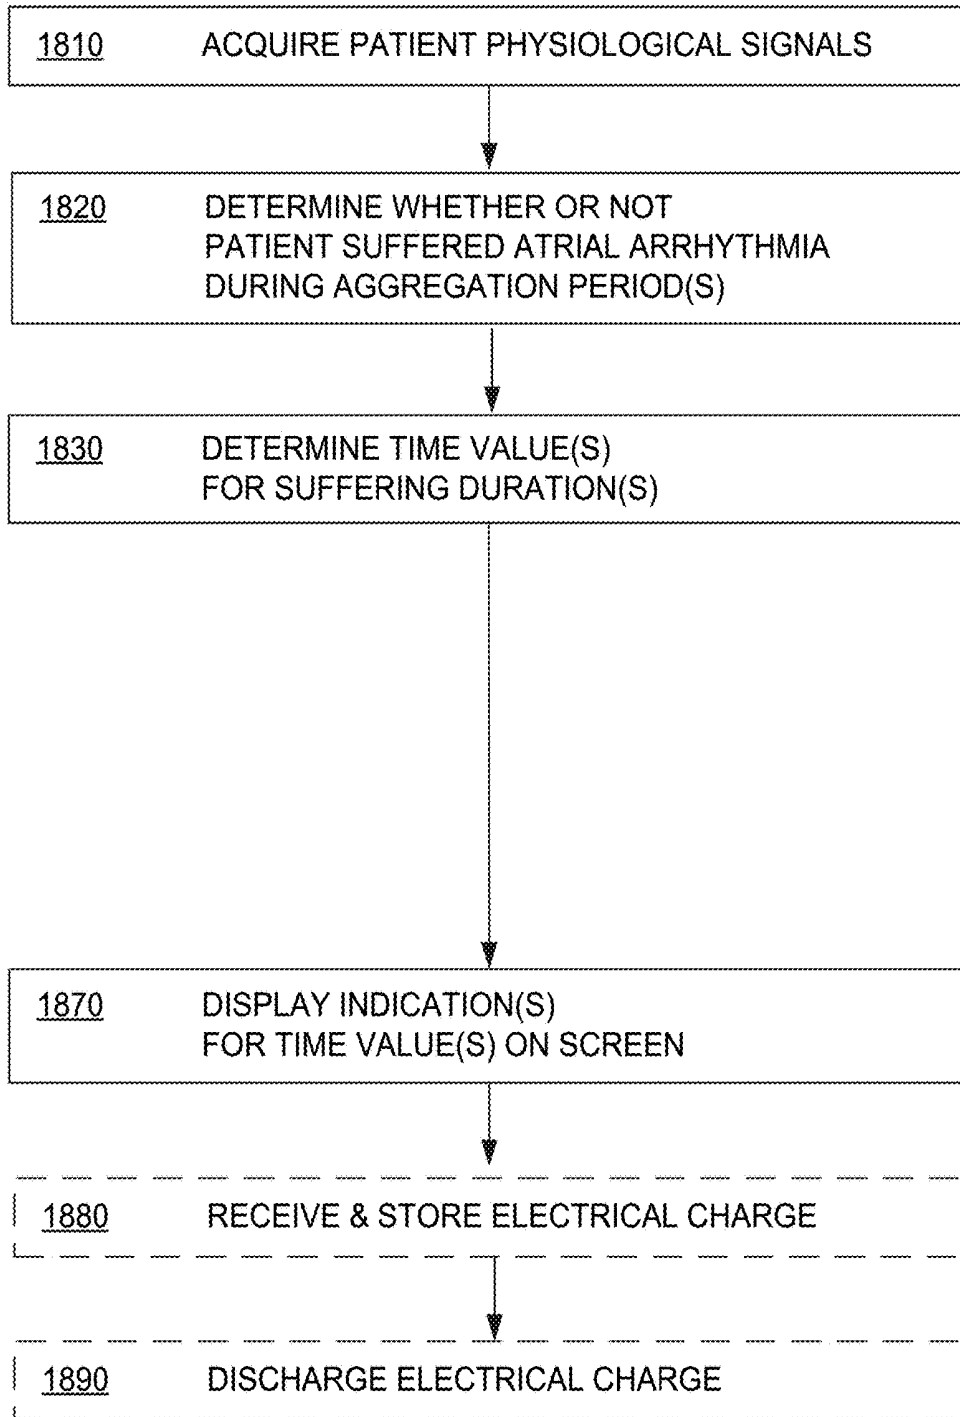 1810 ACQUIRE PATIENT PHYSIOLOGICAL SIGNALS
1820 DETERMINE WHETHER OR NOT
PATIENT SUFFERED ATRIAL ARRHYTHMIA
DURING AGGREGATION PERIOD(S)
1830 DETERMINE TIME VALUE(S)
FOR SUFFERING DURATION(S)
1870 DISPLAY INDICATION(S)
FOR TIME VALUE(S) ON SCREEN
1880 RECEIVE & STORE ELECTRICAL CHARGE
1890 DISCHARGE ELECTRICAL CHARGE